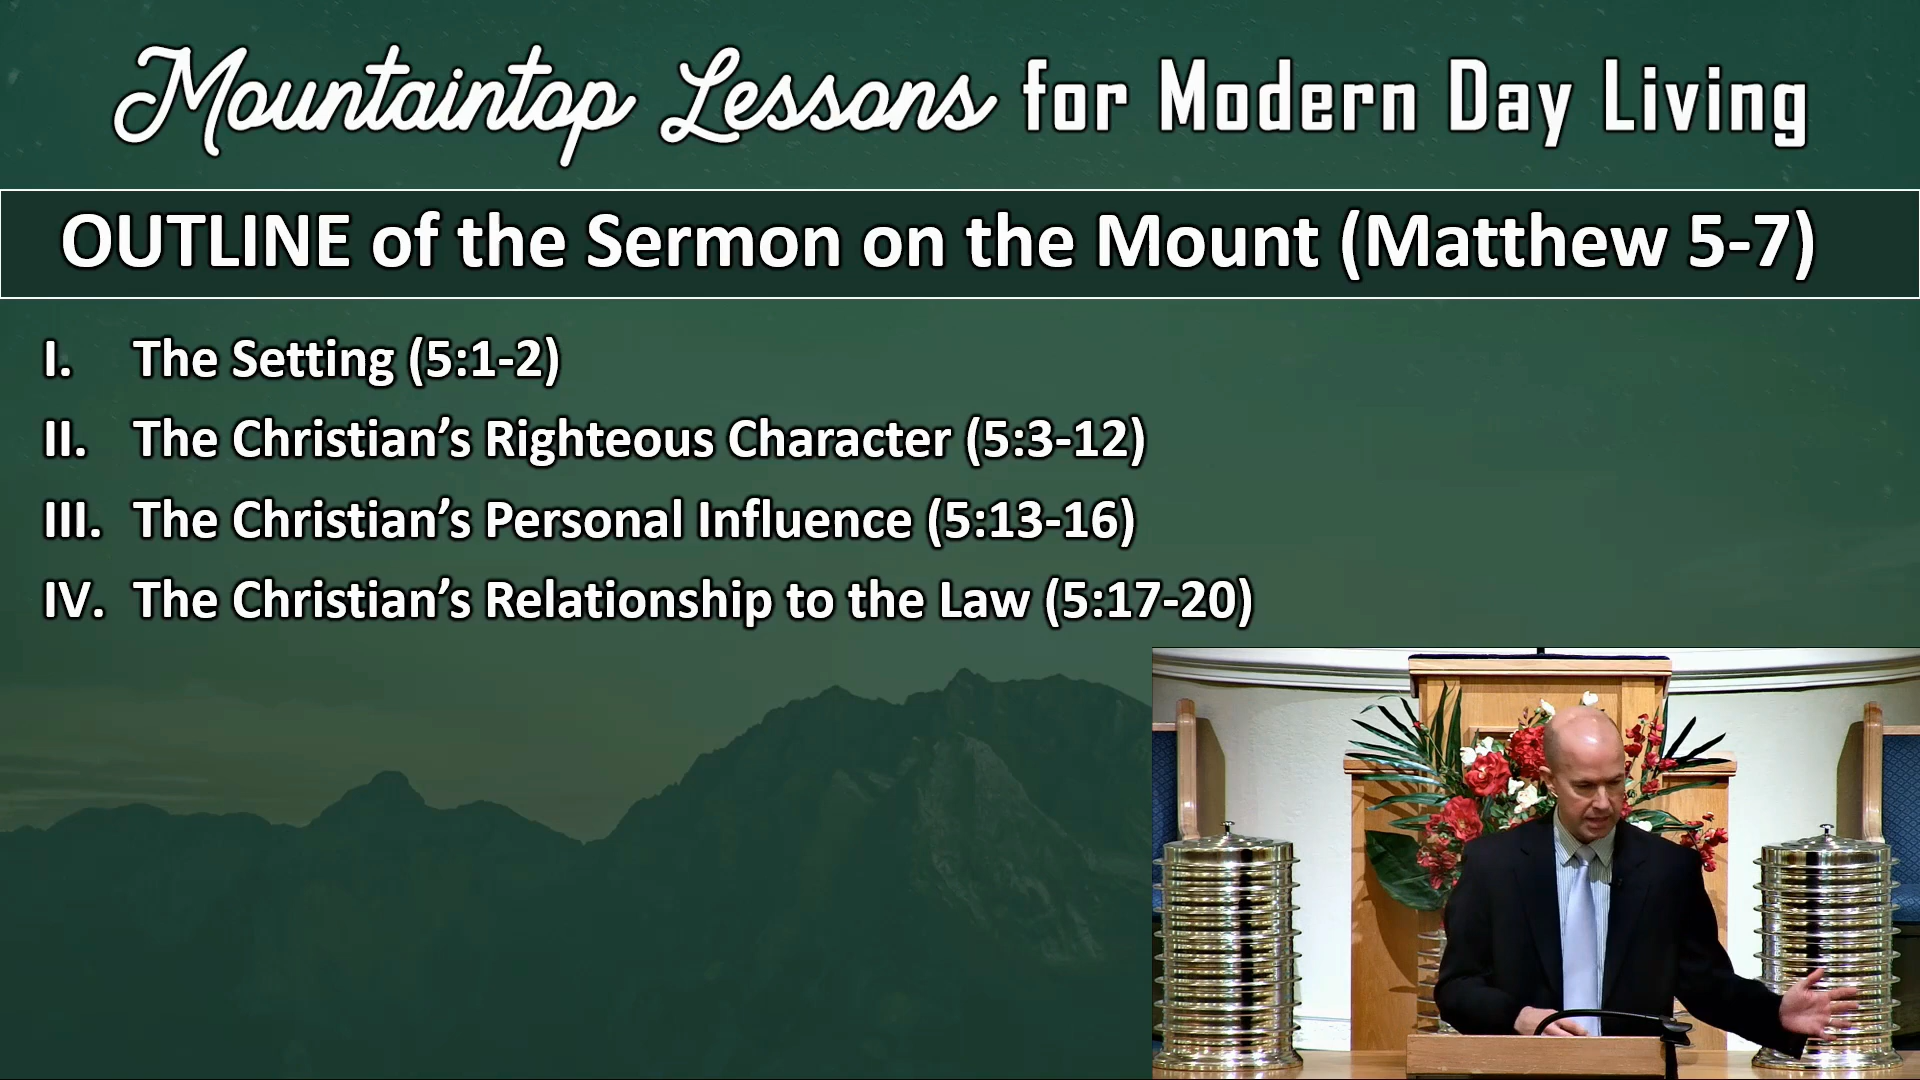 Mountaintop Lessons for Modern Day Living
OUTLINE of the Sermon on the Mount (Matthew 5-7)
I. The Setting (5:1-2)
II. The Christian’s Righteous Character (5:3-12)
III. The Christian’s Personal Influence (5:13-16)
IV. The Christian’s Relationship to the Law (5:17-20)